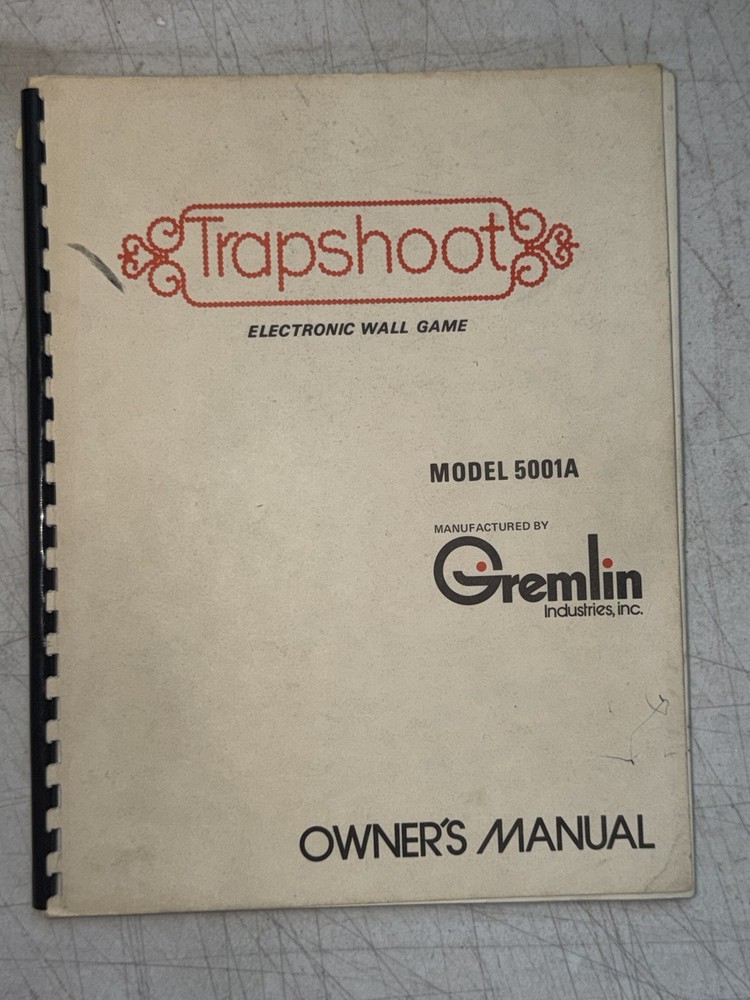 Trapshoot
ELECTRONIC WALL GAME
MODEL 5001A
MANUFACTURED BY
Gremlin
Industries, inc.
OWNER'S MANUAL